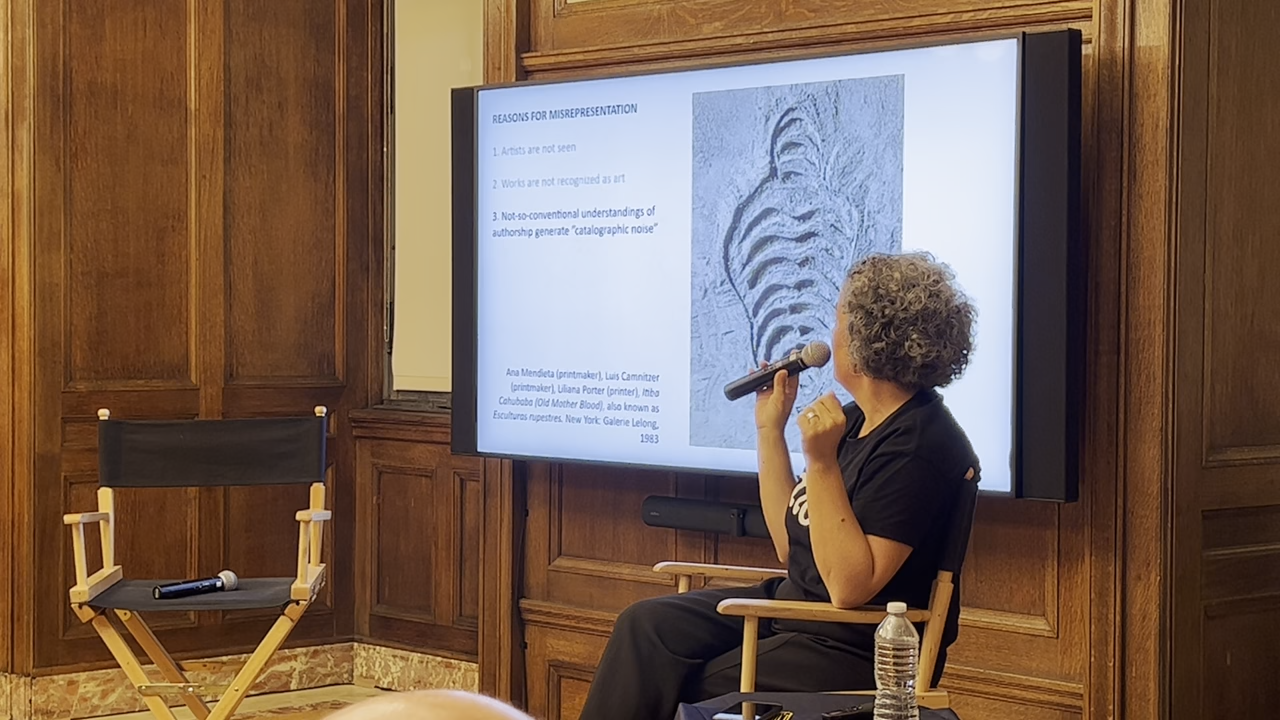 REASONS FOR MISREPRESENTATION
1. Artists are not seen
2. Works are not recognized as art
3. Not-so-conventional understandings of
authorship generate "catalographic noise"
Ana Mendieta (printmaker), Luis Camnitzer
(printmaker), Liliana Porter (printer), Itiba
Cahubaba (Old Mother Blood), also known as
Esculturas rupestres. New York: Galerie Lelong,
1983